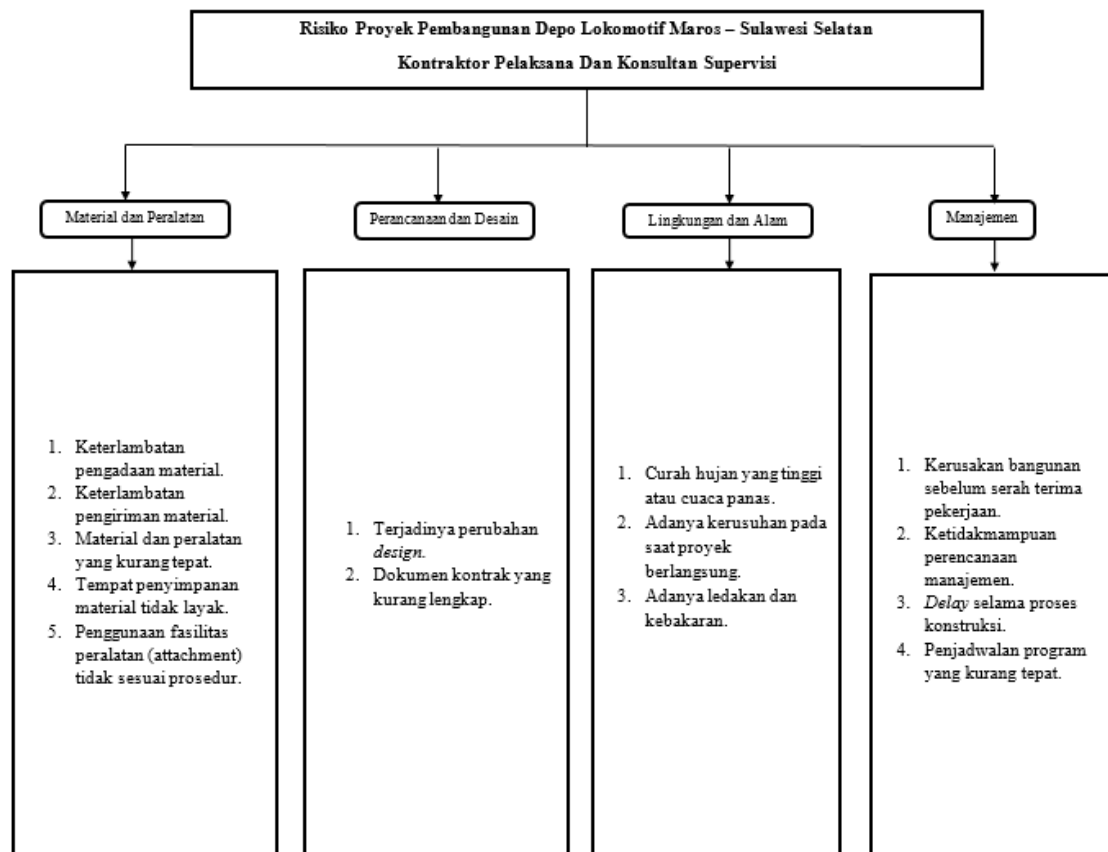 Risiko Proyek Pembangunan Depo Lokomotif Maros – Sulawesi Selatan
Kontraktor Pelaksana Dan Konsultan Supervisi
Material dan Peralatan
Perancanaan dan Desain
Lingkungan dan Alam
Manajemen
1. Keterlambatan
pengadaan material.
2. Keterlambatan
pengiriman material.
3. Material dan peralatan
yang kurang tepat.
4. Tempat penyimpanan
material tidak layak.
5. Penggunaan fasilitas
peralatan (attachment)
tidak sesuai prosedur.
1. Terjadinya perubahan
design.
2. Dokumen kontrak yang
kurang lengkap.
1. Curah hujan yang tinggi
atau cuaca panas.
2. Adanya kerusuhan pada
saat proyek
berlangsung.
3. Adanya ledakan dan
kebakaran.
1. Kerusakan bangunan
sebelum serah terima
pekerjaan.
2. Ketidakmampuan
perencanaan
manajemen.
3. Delay selama proses
konstruksi.
4. Penjadwalan program
yang kurang tepat.